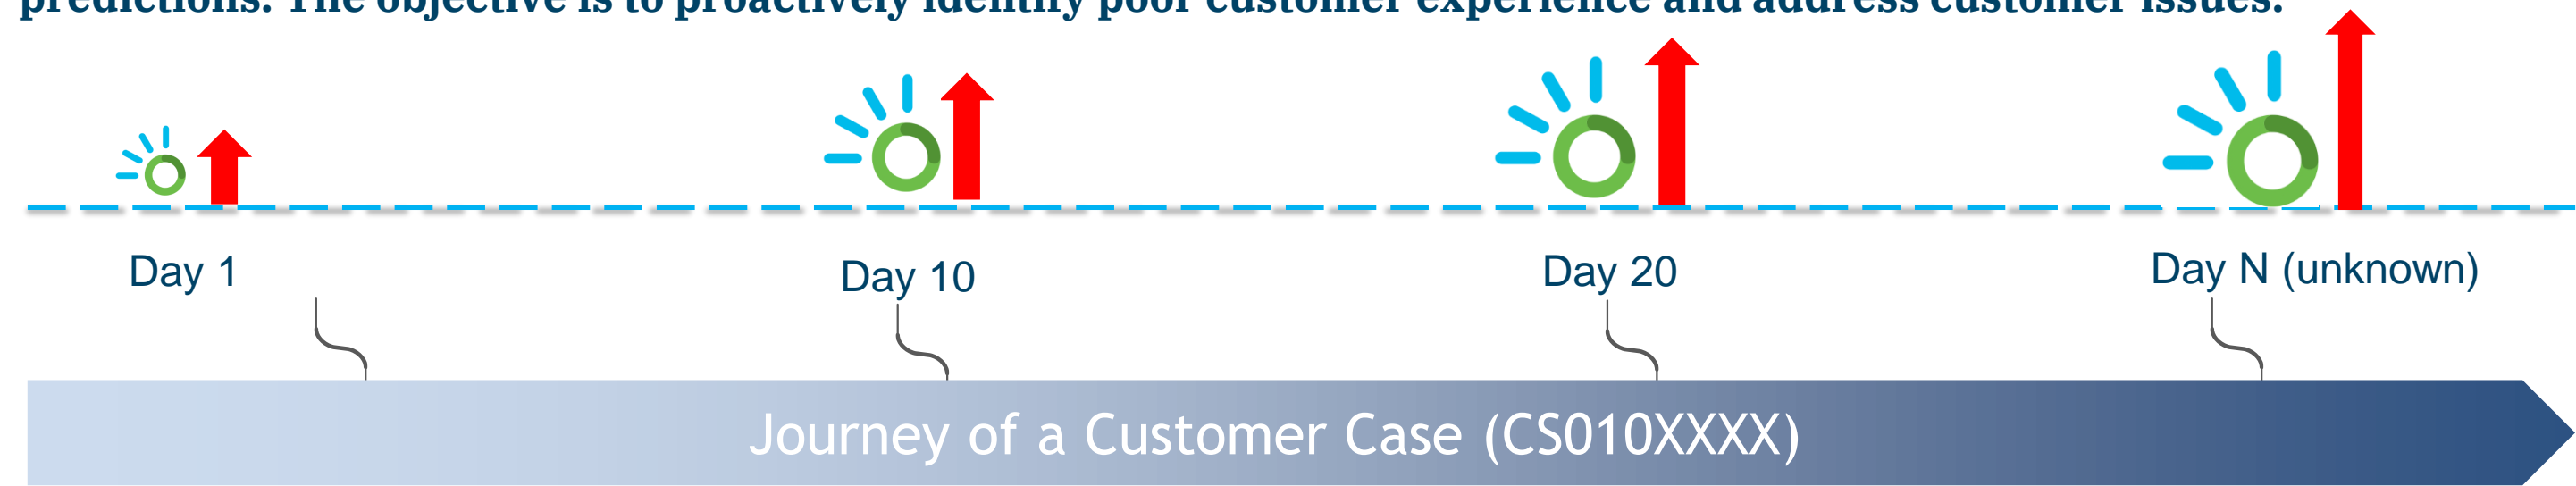 predictions. The objective is to proactively identify poor customer experience and address customer issues.
Day 1
Day 10
Day 20
Day N (unknown)
Journey of a Customer Case (CS010XXXX)